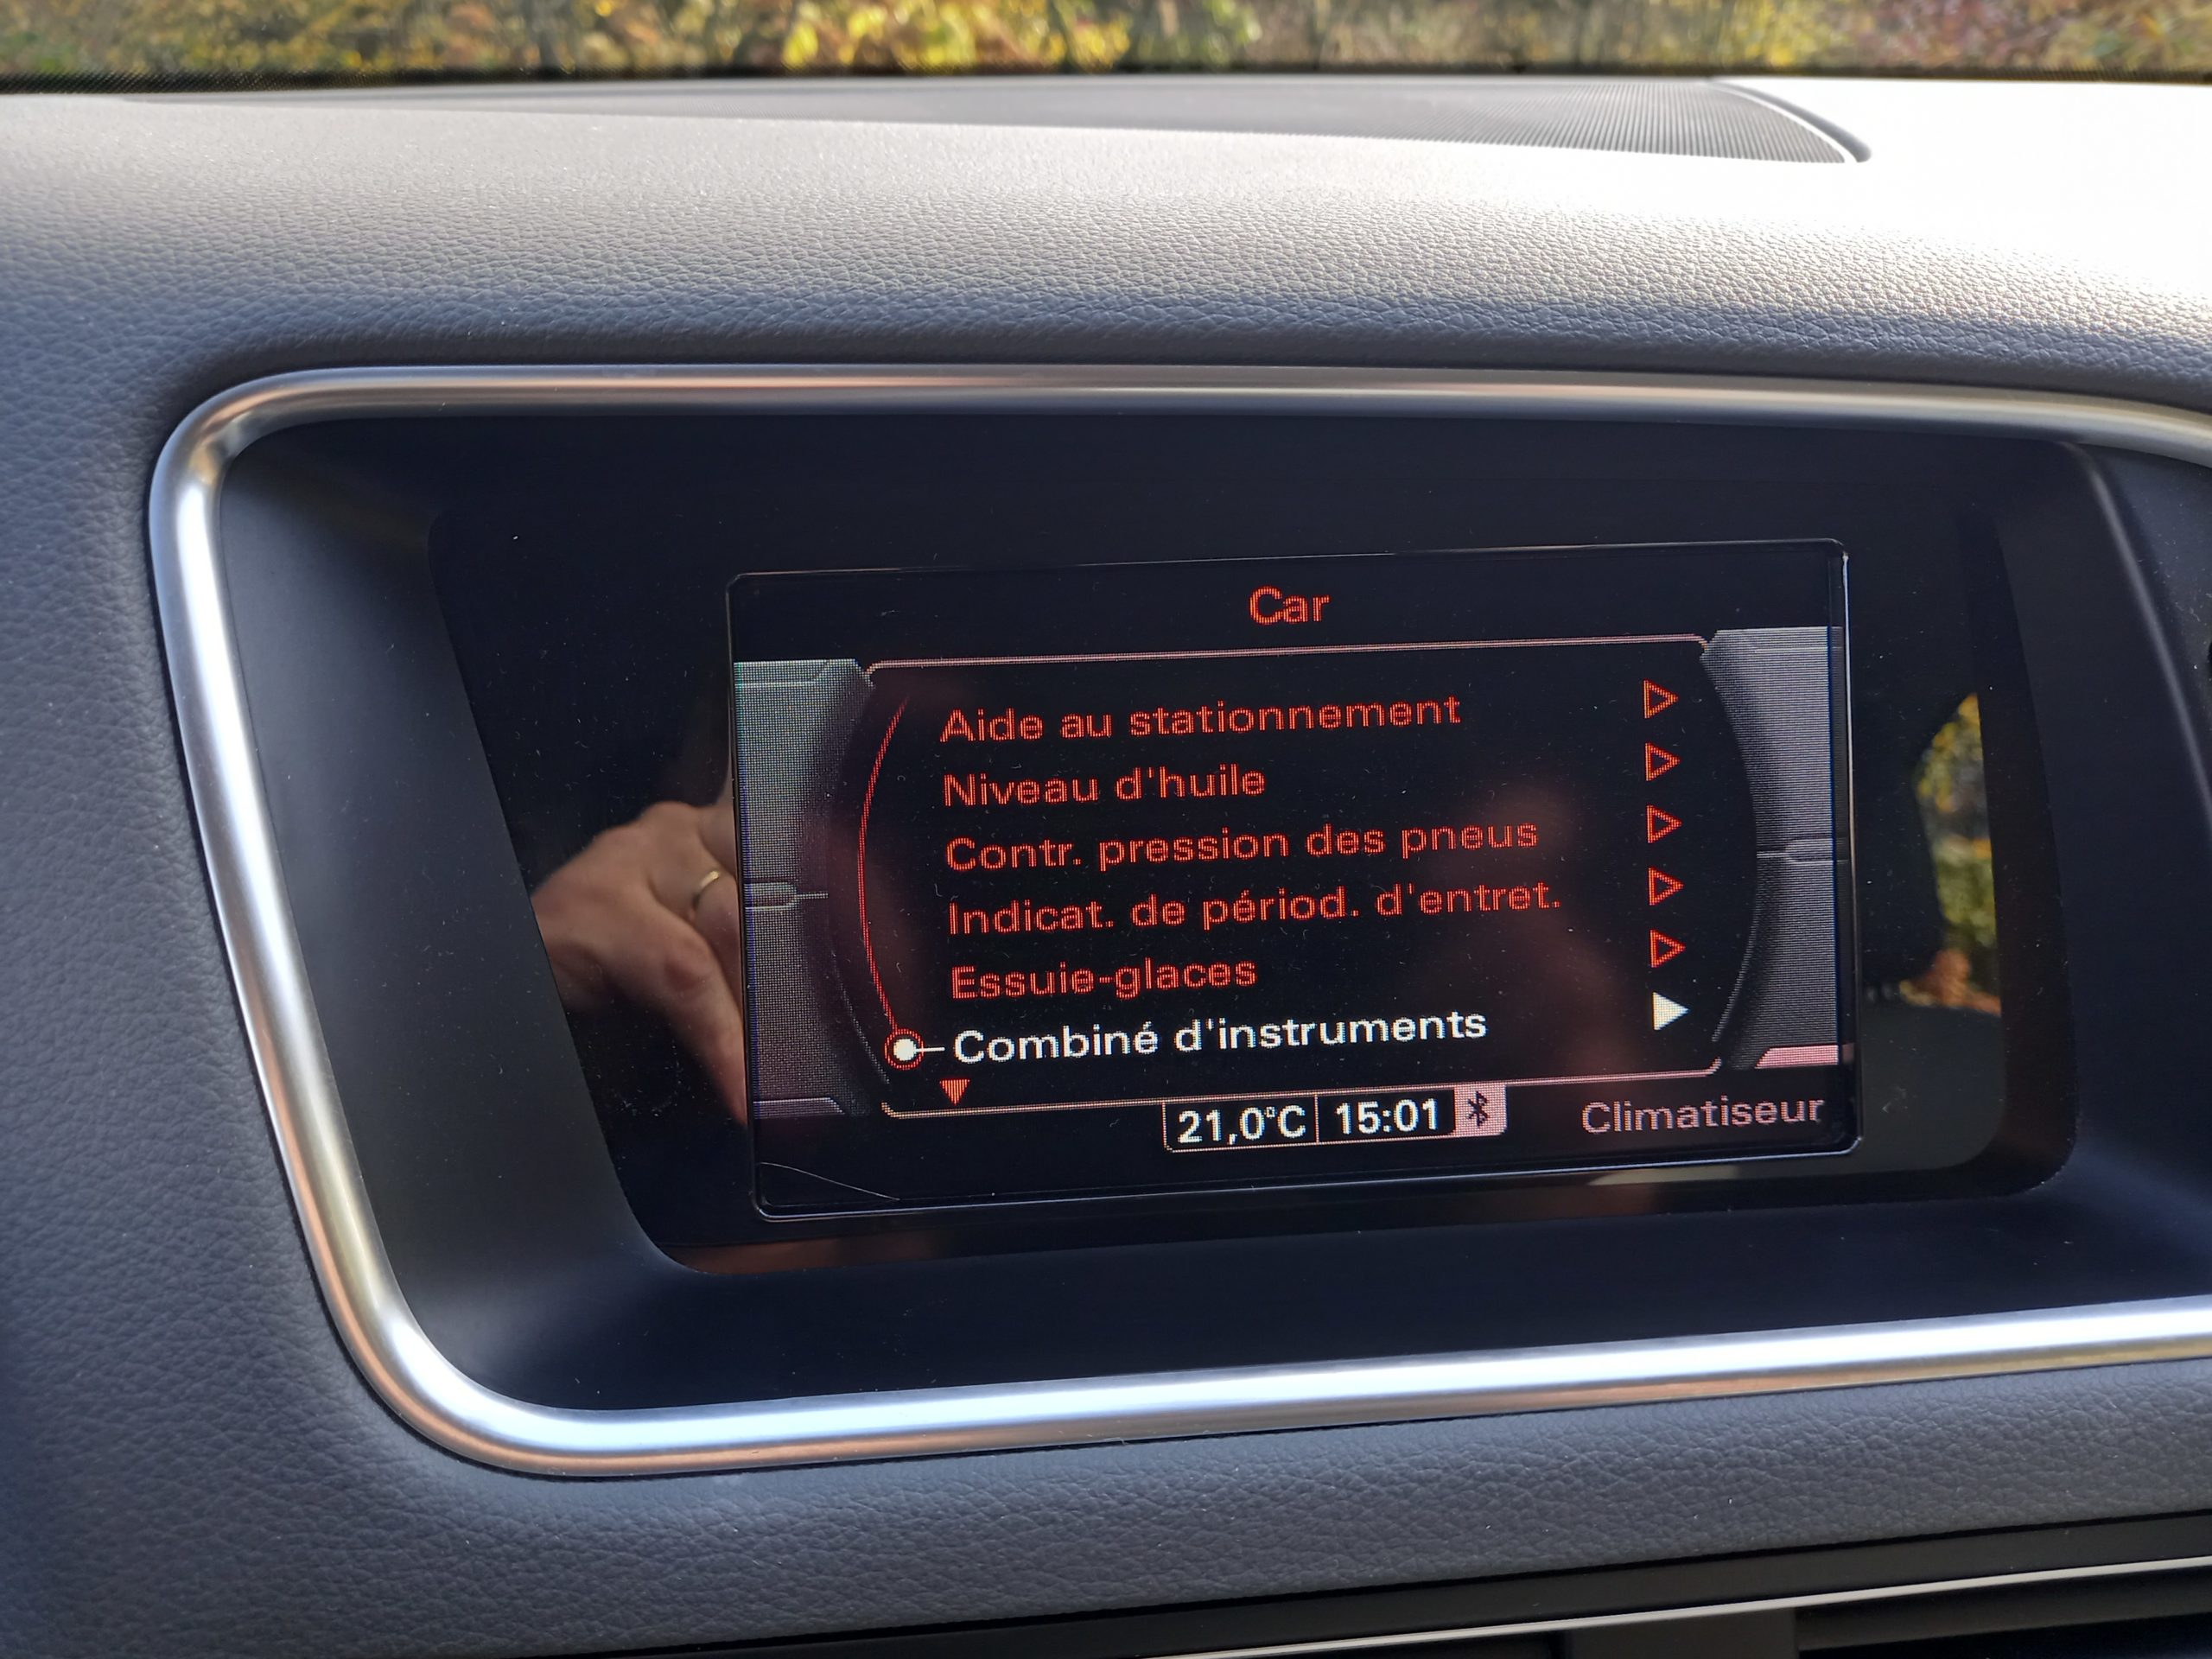 Car
Aide au stationnement
Niveau d'huile
Contr. pression des pneus
Indicat. de périod. d'entret.
Essuie-glaces
Combiné d'instruments
21,0°C 15:01
Climatiseur